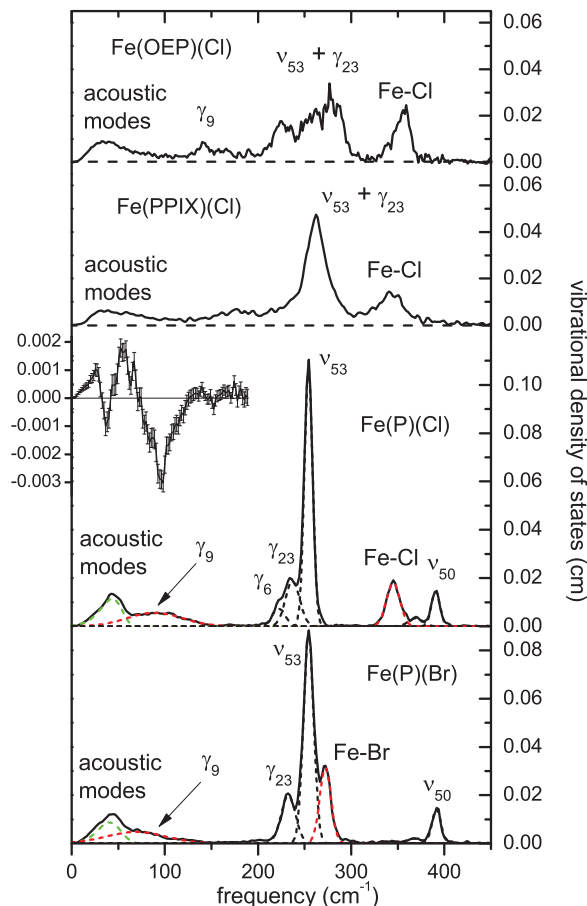 Fe(OEP)(Cl)
ν53 + γ23
acoustic
modes
γ9
Fe-Cl
0.06
0.04
0.02
0.00
Fe(PPIX)(Cl)
ν53 + γ23
acoustic
modes
Fe-Cl
0.06
0.04
0.02
0.00
0.002
0.001
0.000
-0.001
-0.002
-0.003
ν53
Fe(P)(Cl)
acoustic
modes
γ9
γ6
γ23
Fe-Cl
ν50
0.10
0.08
0.06
0.04
0.02
0.00
ν53
Fe(P)(Br)
Fe-Br
acoustic
modes
γ9
γ23
ν50
0.08
0.06
0.04
0.02
0.00
vibrational density of states (cm)
0 100 200 300 400
frequency (cm-1)